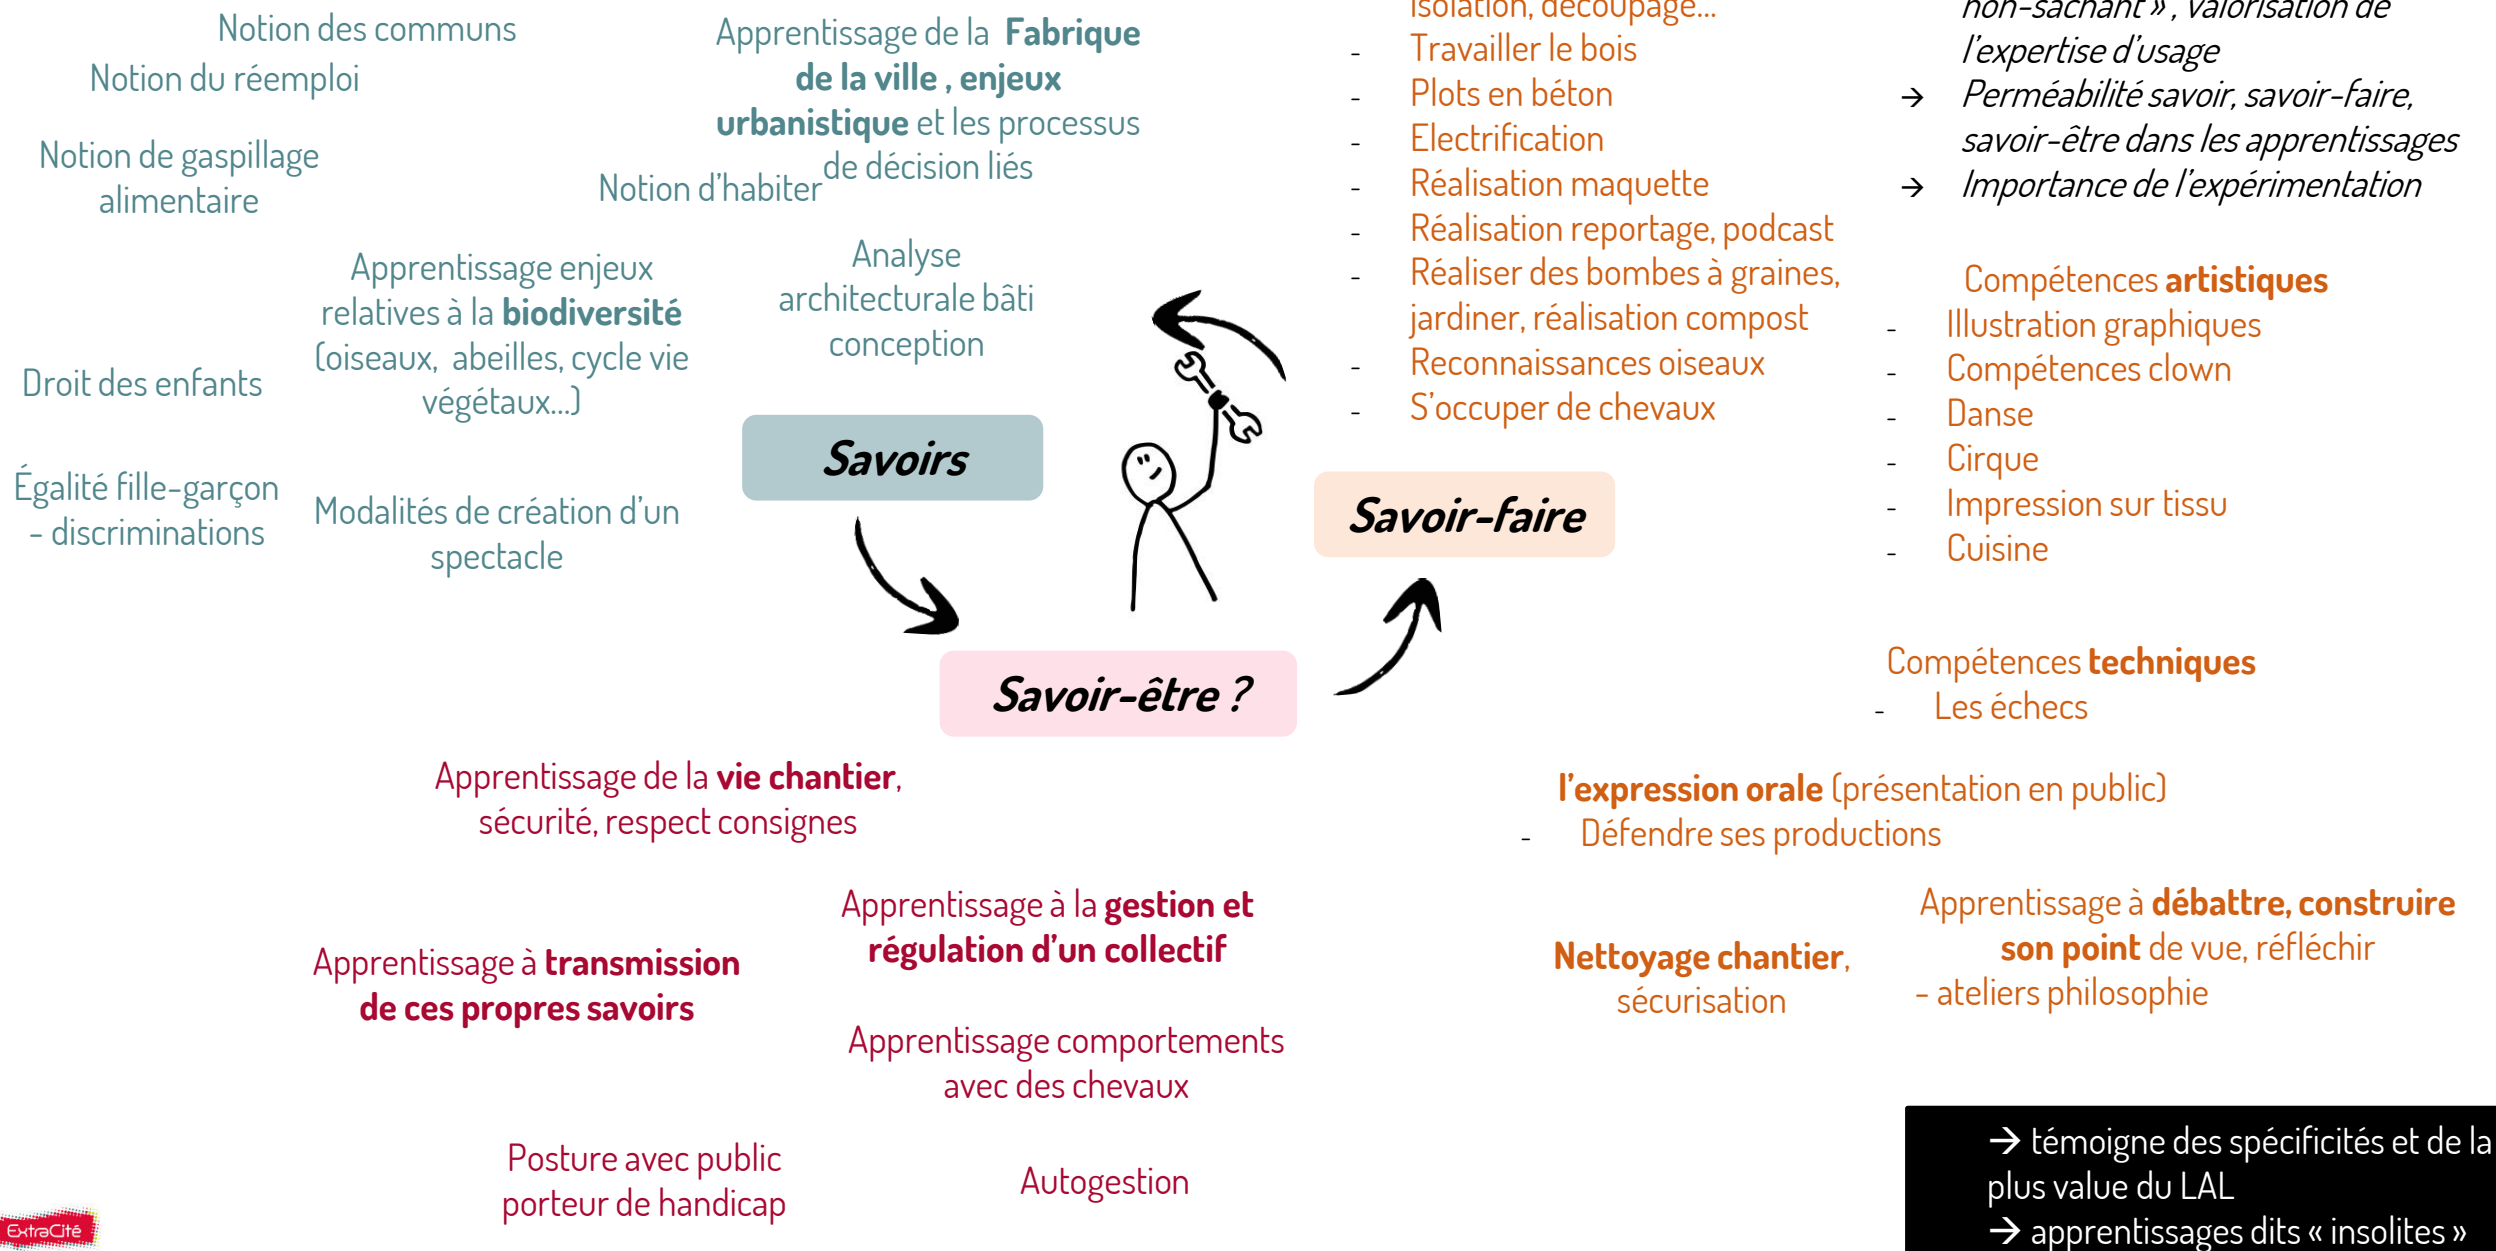 Notion des communs
Notion du réemploi
Notion de gaspillage
alimentaire
Apprentissage de la Fabrique
de la ville , enjeux
urbanistique et les processus
de décision liés
Notion d'habiter
Apprentissage enjeux
relatives à la biodiversité
(oiseaux, abeilles, cycle vie
végétaux...)
Analyse
architecturale bâti
conception
Droit des enfants
Égalité fille-garçon
- discriminations
Modalités de création d'un
spectacle
Savoirs
Isolation, découpage...
- Travailler le bois
- Plots en béton
- Electrification
- Réalisation maquette
- Réalisation reportage, podcast
- Réaliser des bombes à graines,
jardiner, réalisation compost
- Reconnaissances oiseaux
- S'occuper de chevaux
Savoir-faire
non-sachant » , valorisation de
l'expertise d'usage
→ Perméabilité savoir, savoir-faire,
savoir-être dans les apprentissages
→ Importance de l'expérimentation
Compétences artistiques
- Illustration graphiques
- Compétences clown
- Danse
- Cirque
- Impression sur tissu
- Cuisine
Compétences techniques
- Les échecs
l'expression orale (présentation en public)
- Défendre ses productions
Nettoyage chantier,
sécurisation
Apprentissage à débattre, construire
son point de vue, réfléchir
- ateliers philosophie
Savoir-être ?
Apprentissage de la vie chantier,
sécurité, respect consignes
Apprentissage à la gestion et
régulation d'un collectif
Apprentissage à transmission
de ces propres savoirs
Apprentissage comportements
avec des chevaux
Posture avec public
porteur de handicap
Autogestion
→ témoigne des spécificités et de la
plus value du LAL
→ apprentissages dits « insolites »
ExtraCité